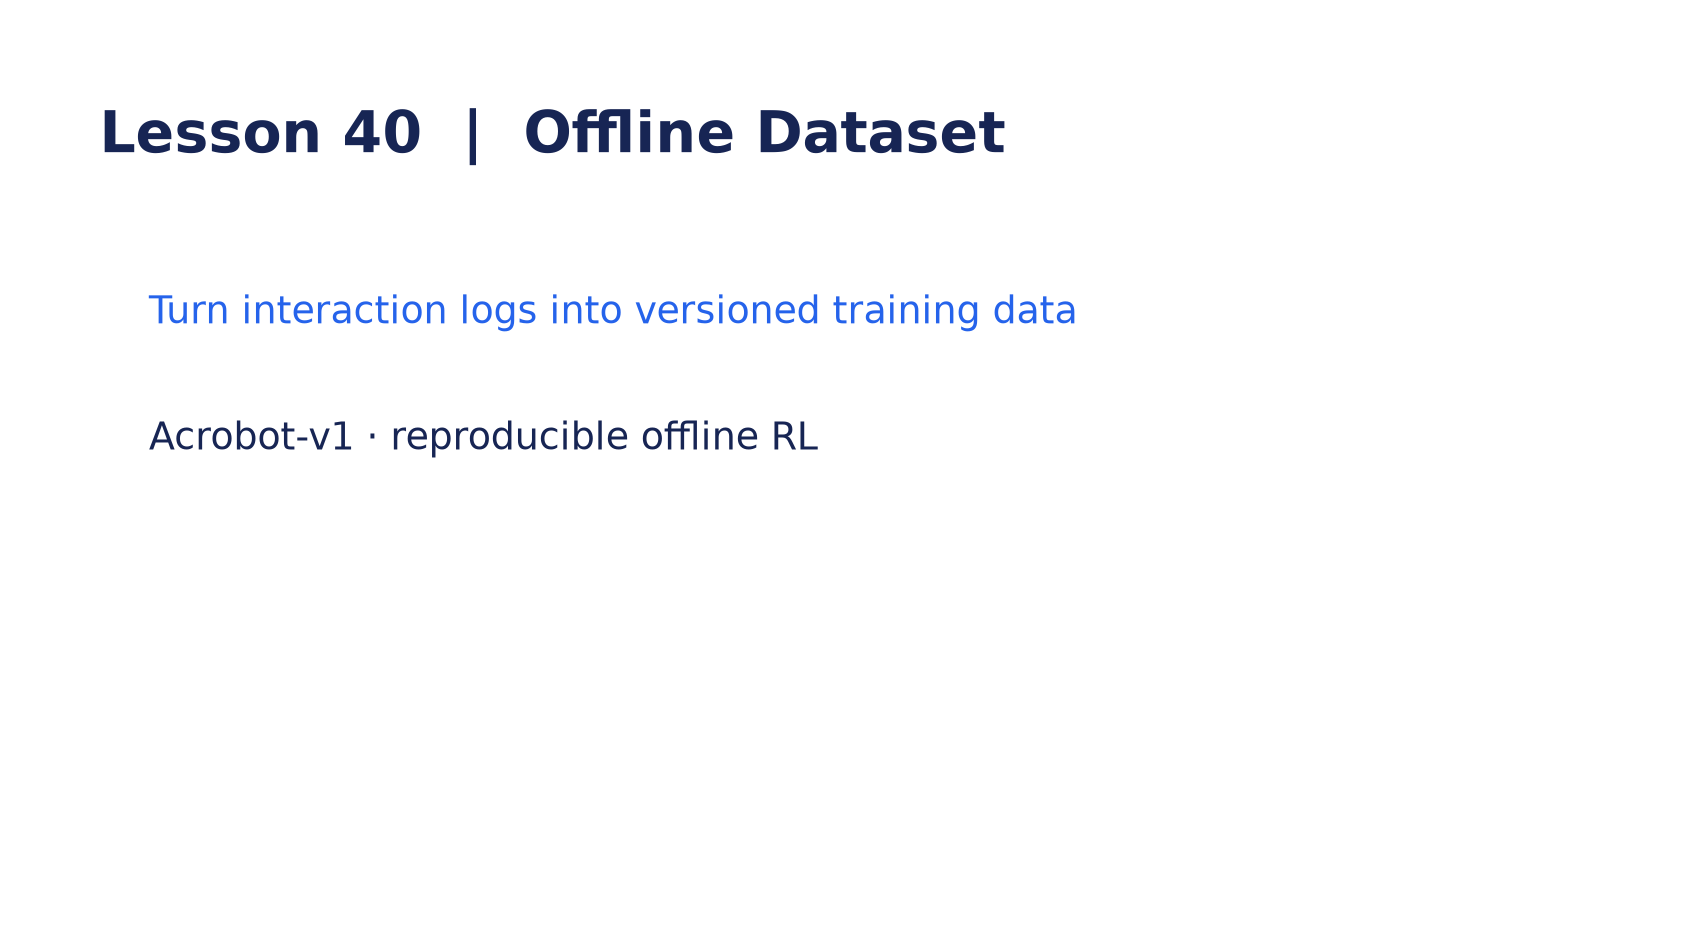 Lesson 40 | Offline Dataset
Turn interaction logs into versioned training data
Acrobot-v1 · reproducible offline RL